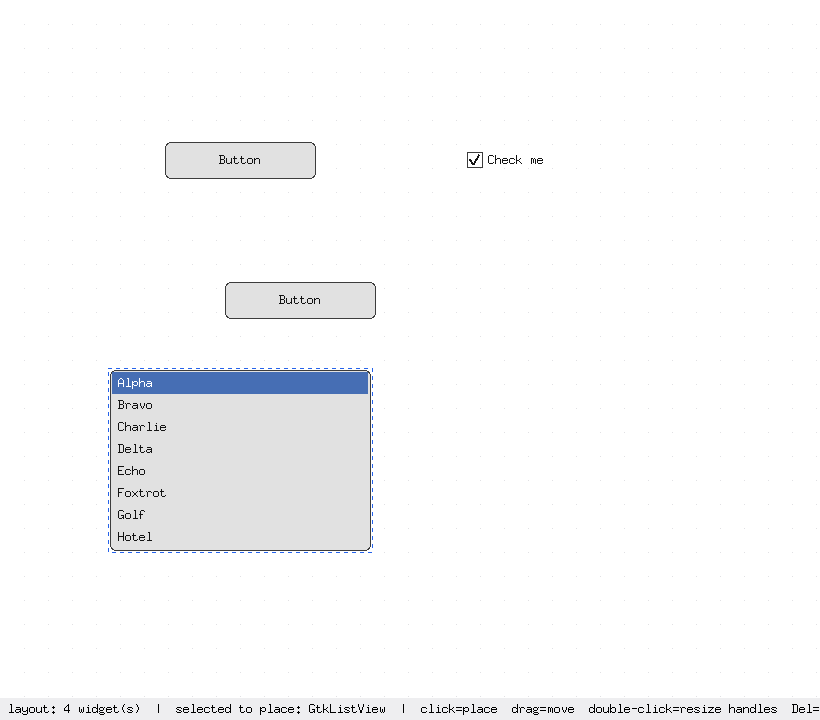 Button
Check me
Button
Alpha
Bravo
Charlie
Delta
Echo
Foxtrot
Golf
Hotel
layout: 4 widget(s) | selected to place: GtkListView | click=place drag=move double-click=resize handles Del=